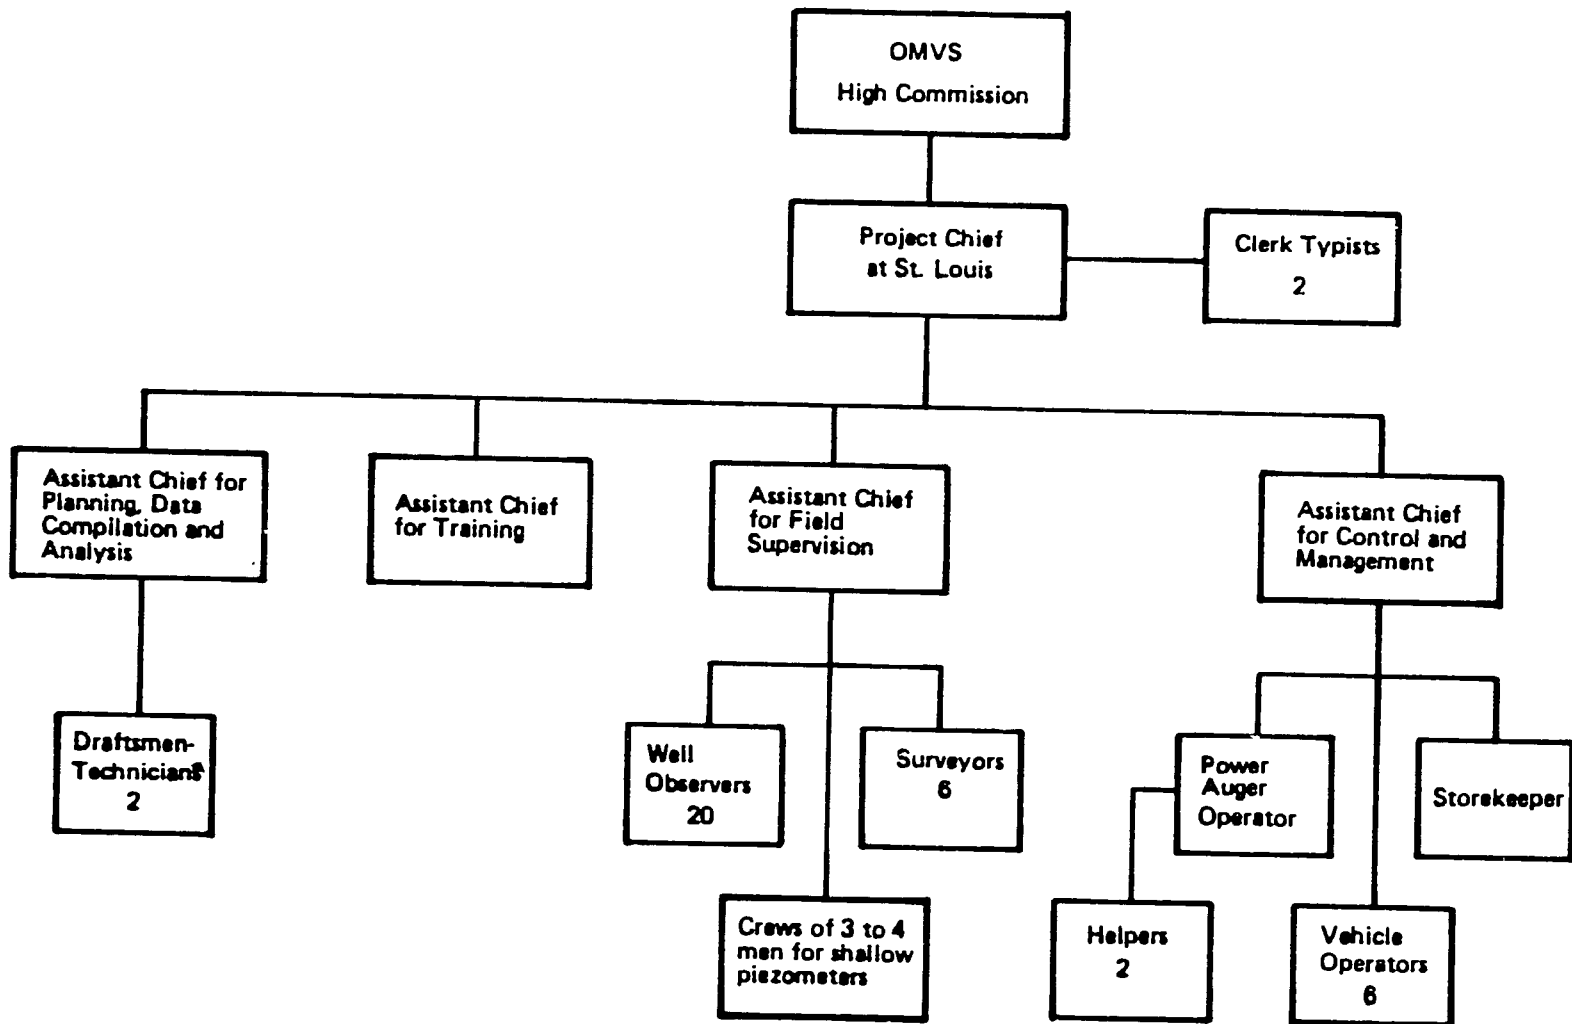 OMVS
High Commission
Project Chief
at St. Louis
Clerk Typists
2
Assistant Chief for
Planning, Data
Compilation and
Analysis
Assistant Chief
for Training
Assistant Chief
for Field
Supervision
Assistant Chief
for Control and
Management
Draftsmen-
Technicians
2
Well
Observers
20
Surveyors
6
Power
Auger
Operator
Storekeeper
Crews of 3 to 4
men for shallow
piezometers
Helpers
2
Vehicle
Operators
6